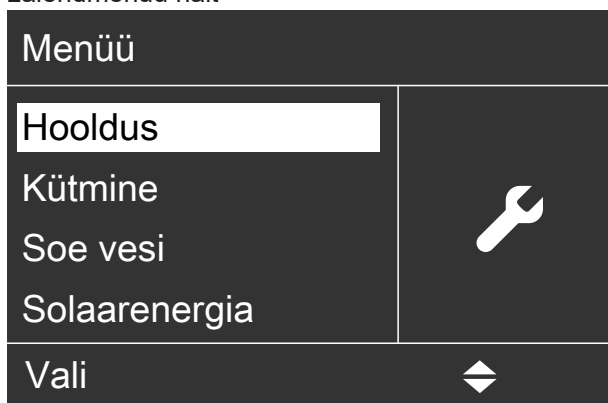 Menüü
Hooldus
Kütmine
Soe vesi
Solaarenergia
Vali